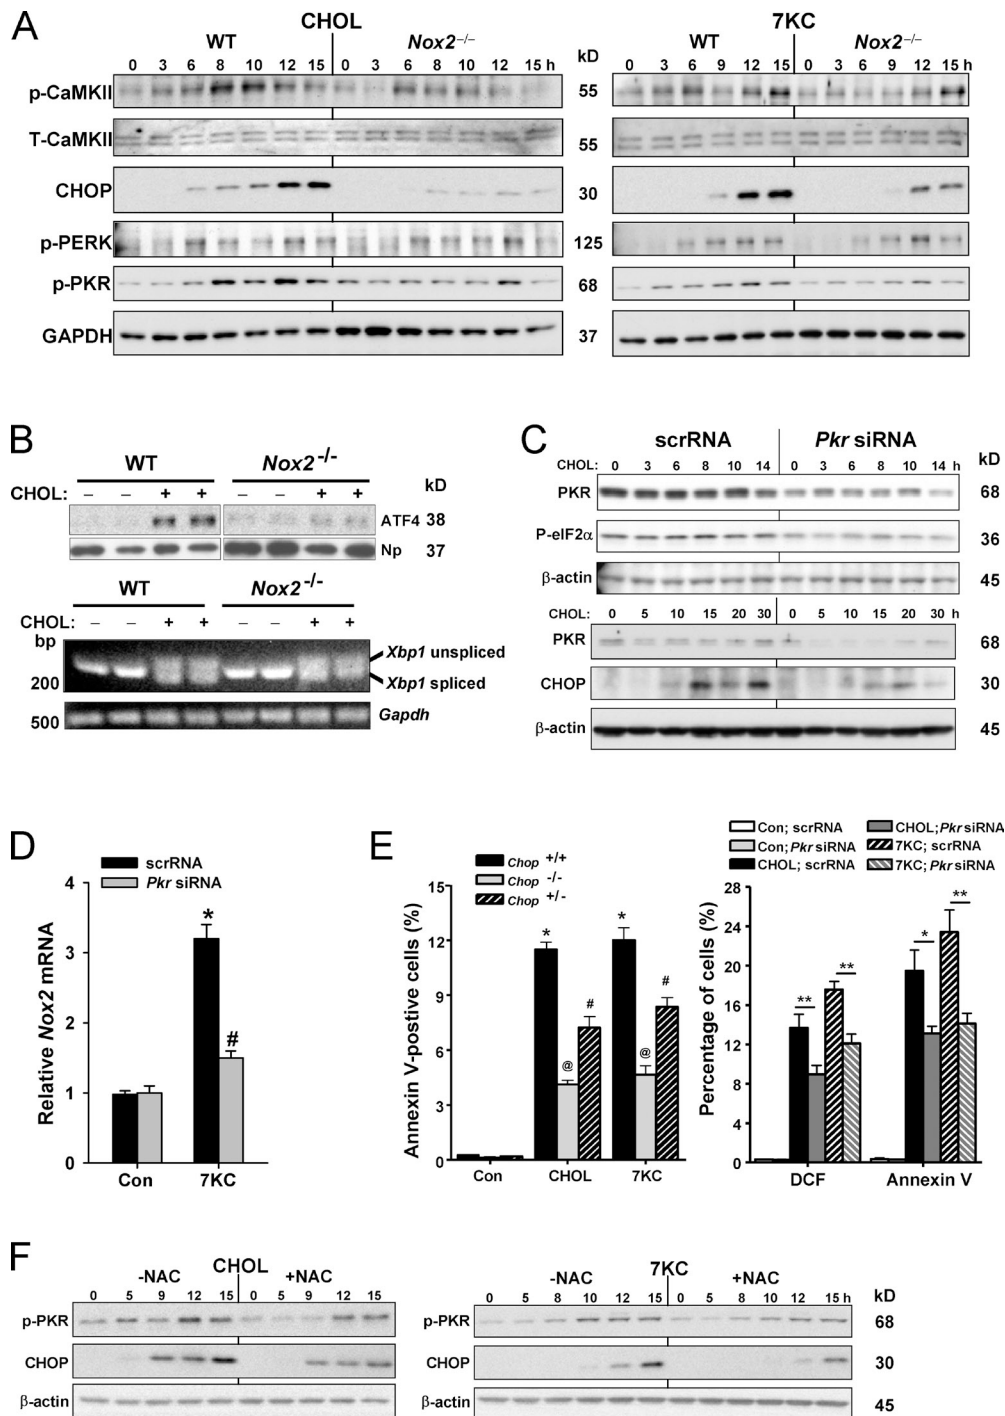 A
CHOL
WT
Nox2−/−
0 3 6 8 10 12 15 0 3 6 8 10 12 15 h
7KC
WT
Nox2−/−
0 3 6 9 12 15 0 3 6 9 12 15 h
kD
p-CaMKII
55
T-CaMKII
55
CHOP
30
p-PERK
125
p-PKR
68
GAPDH
37
B
WT
Nox2-/-
kD
CHOL: – – + + – – + +
ATF4 38
Np 37
WT
Nox2-/-
CHOL: – – + + – – + +
bp
200
Xbp1 unspliced
Xbp1 spliced
500
Gapdh
C
scrRNA
Pkr siRNA
kD
CHOL: 0 3 6 8 10 14 0 3 6 8 10 14 h
PKR
68
P-eIF2α
36
β-actin
45
CHOL: 0 5 10 15 20 30 0 5 10 15 20 30 h
PKR
68
CHOP
30
β-actin
45
D
scrRNA
Pkr siRNA
Relative Nox2 mRNA
4
3
2
1
0
*
#
Con
7KC
E
Chop +/+
Chop -/-
Chop +/-
Annexin V-postive cells (%)
15
12
9
6
3
0
*
@
#
*
@
#
Con
CHOL
7KC
Con; scrRNA
Con; Pkr siRNA
CHOL; scrRNA
CHOL; Pkr siRNA
7KC; scrRNA
7KC; Pkr siRNA
Percentage of cells (%)
28
24
20
16
12
8
4
0
**
**
*
**
DCF
Annexin V
F
CHOL
-NAC
+NAC
0 5 9 12 15 0 5 9 12 15
7KC
-NAC
+NAC
0 5 8 10 12 15 0 5 8 10 12 15 h
kD
p-PKR
p-PKR
68
CHOP
CHOP
30
β-actin
β-actin
45